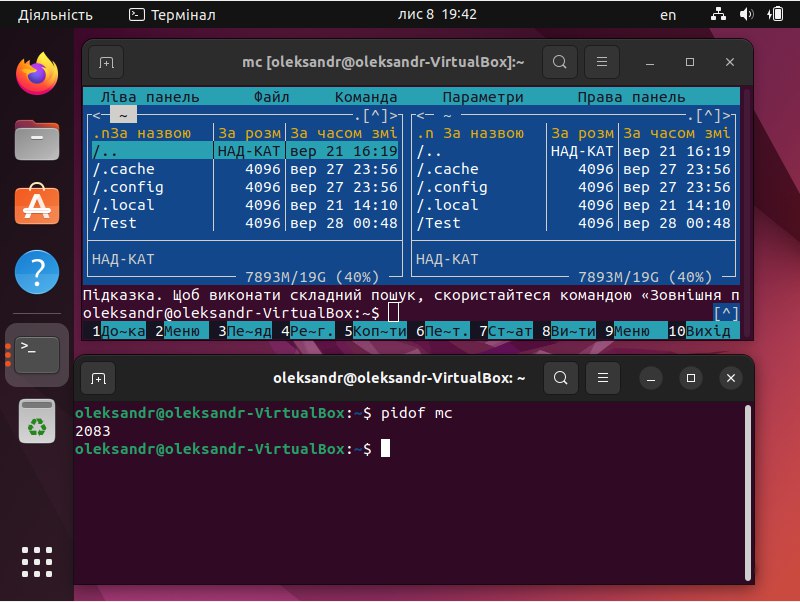 Діяльність Термінал лис 8 19:42 en
mc [oleksandr@oleksandr-VirtualBox]:~
Ліва панель Файл Команда Параметри Права панель
<─ ~ .[^]> <─ ~ .[^]>
.nЗа назвою За розм За часом змі .n За назвою За розм За часом змі
/.. НАД-КАТ вер 21 16:19 /.. НАД-КАТ вер 21 16:19
/.cache 4096 вер 27 23:56 /.cache 4096 вер 27 23:56
/.config 4096 вер 27 23:56 /.config 4096 вер 27 23:56
/.local 4096 вер 21 14:10 /.local 4096 вер 21 14:10
/Test 4096 вер 28 00:48 /Test 4096 вер 28 00:48
НАД-КАТ НАД-КАТ
7893M/19G (40%) 7893M/19G (40%)
Підказка. Щоб виконати складний пошук, скористайтеся командою «Зовнішня п
oleksandr@oleksandr-VirtualBox:~$ [^]
1До~ка 2Меню 3Пе~яд 4Ре~г. 5Коп~ти 6Пе~т. 7Ст~ат 8Ви~ти 9Меню 10Вихід
oleksandr@oleksandr-VirtualBox: ~
oleksandr@oleksandr-VirtualBox:~$ pidof mc
2083
oleksandr@oleksandr-VirtualBox:~$